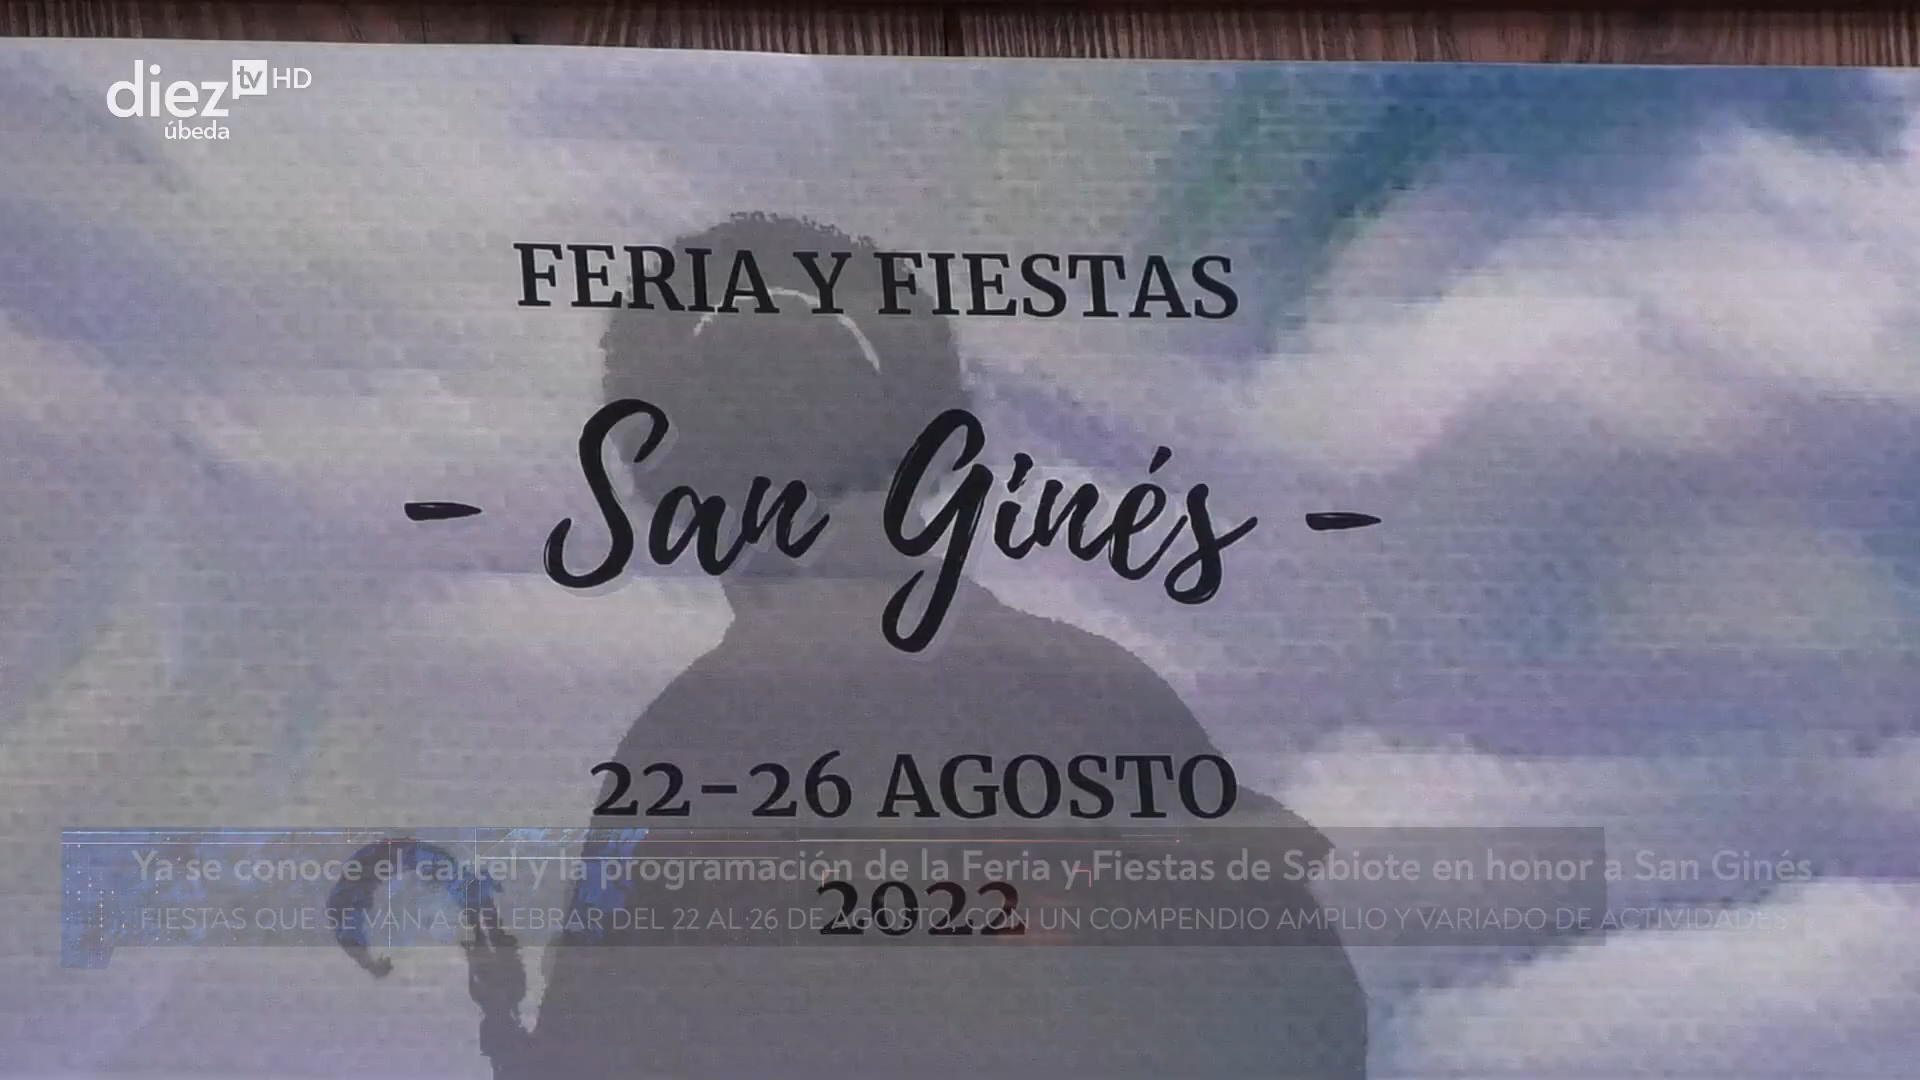 diez tv HD
úbeda
FERIA Y FIESTAS
- San Ginés -
22-26 AGOSTO
2022
Ya se conoce el cartel y la programación de la Feria y Fiestas de Sabiote en honor a San Ginés
FIESTAS QUE SE VAN A CELEBRAR DEL 22 AL 26 DE AGOSTO, CON UN COMPENDIO AMPLIO Y VARIADO DE ACTIVIDADES